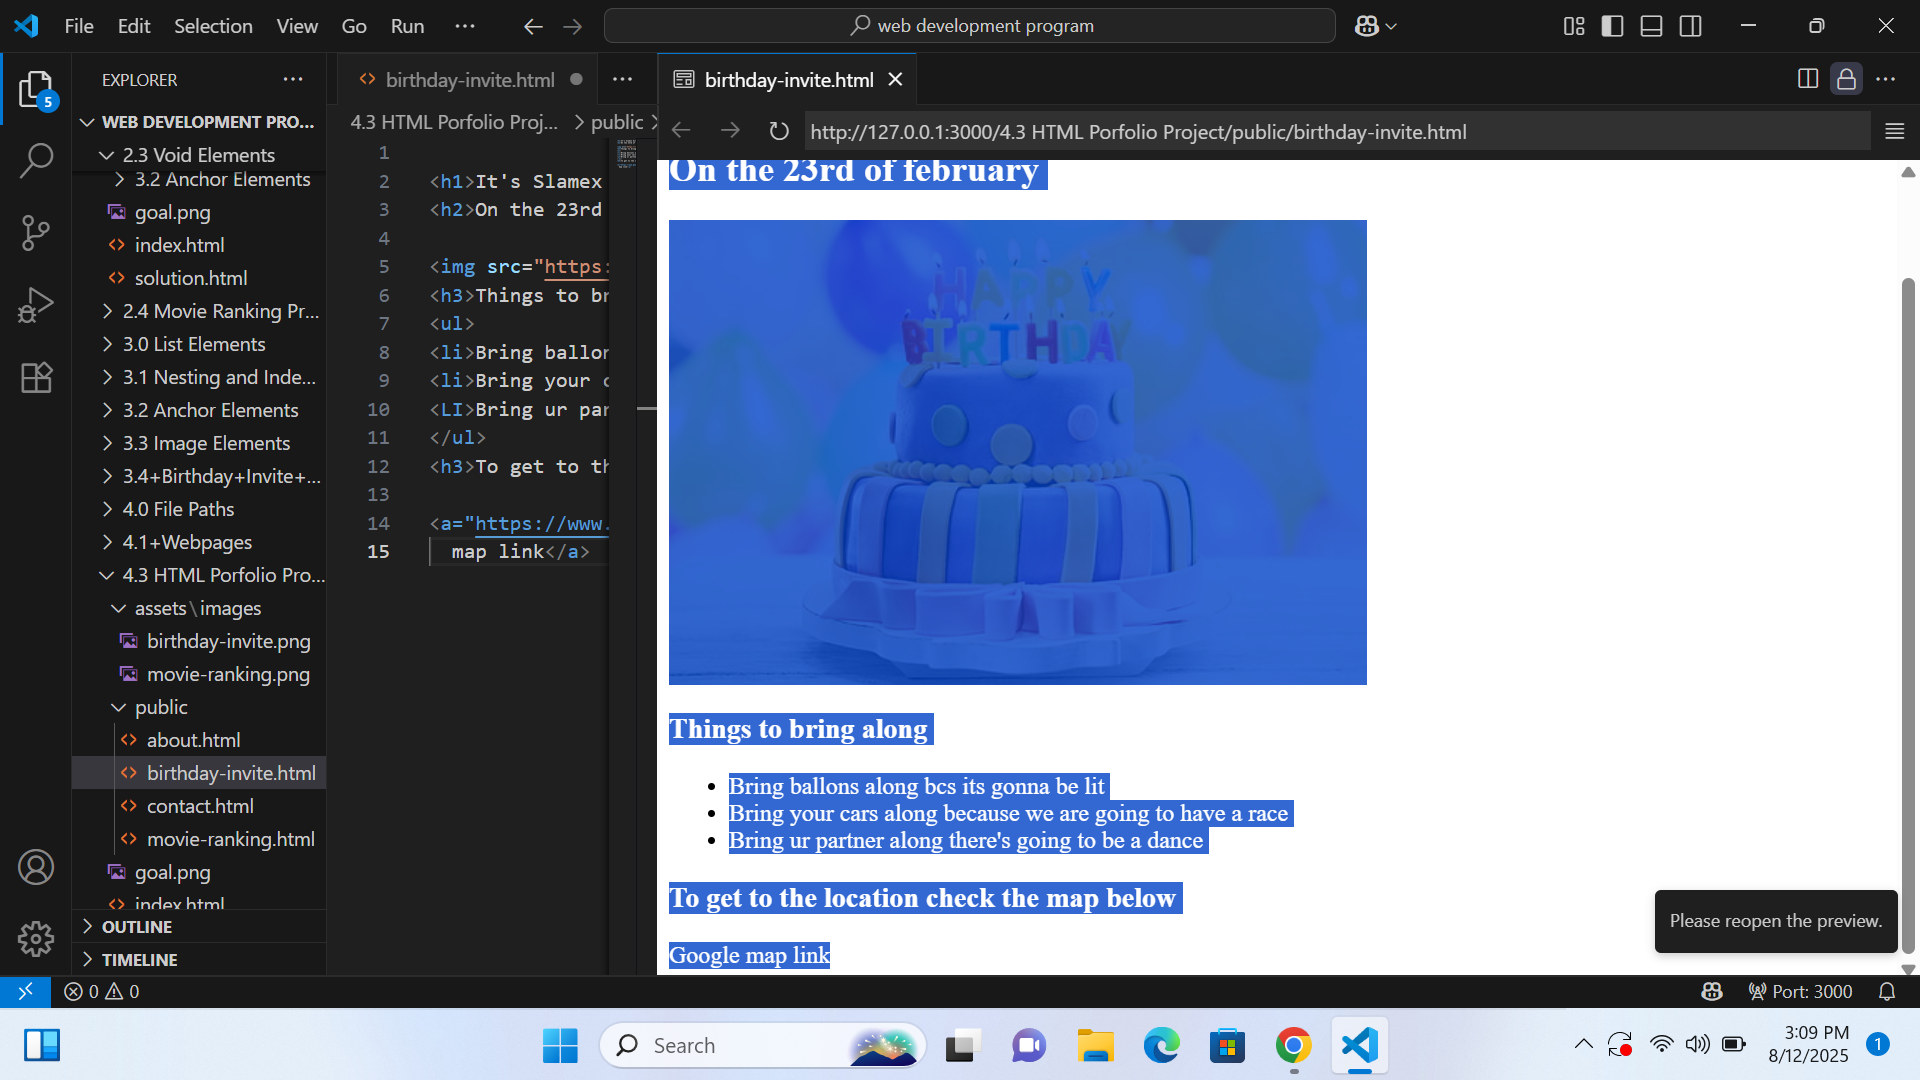 File Edit Selection View Go Run ···
web development program
EXPLORER ···
birthday-invite.html ···
birthday-invite.html
5
WEB DEVELOPMENT PRO...
2.3 Void Elements
3.2 Anchor Elements
goal.png
index.html
solution.html
2.4 Movie Ranking Pr...
3.0 List Elements
3.1 Nesting and Inde...
3.2 Anchor Elements
3.3 Image Elements
3.4+Birthday+Invite+...
4.0 File Paths
4.1+Webpages
4.3 HTML Porfolio Pro...
assets\images
birthday-invite.png
movie-ranking.png
public
about.html
birthday-invite.html
contact.html
movie-ranking.html
goal.png
index.html
OUTLINE
TIMELINE
4.3 HTML Porfolio Proj... > public >
1
2 <h1>It's Slamex
3 <h2>On the 23rd
4
5 <img src="https:
6 <h3>Things to br
7 <ul>
8 <li>Bring ballon
9 <li>Bring your c
10 <LI>Bring ur par
11 </ul>
12 <h3>To get to th
13
14 <a="https://www.
15 map link</a>
http://127.0.0.1:3000/4.3 HTML Porfolio Project/public/birthday-invite.html
On the 23rd of february
HAPPY
BIRTHDAY
Things to bring along
• Bring ballons along bcs its gonna be lit
• Bring your cars along because we are going to have a race
• Bring ur partner along there's going to be a dance
To get to the location check the map below
Google map link
Please reopen the preview.
0 0
Port: 3000
Search
3:09 PM
8/12/2025
1